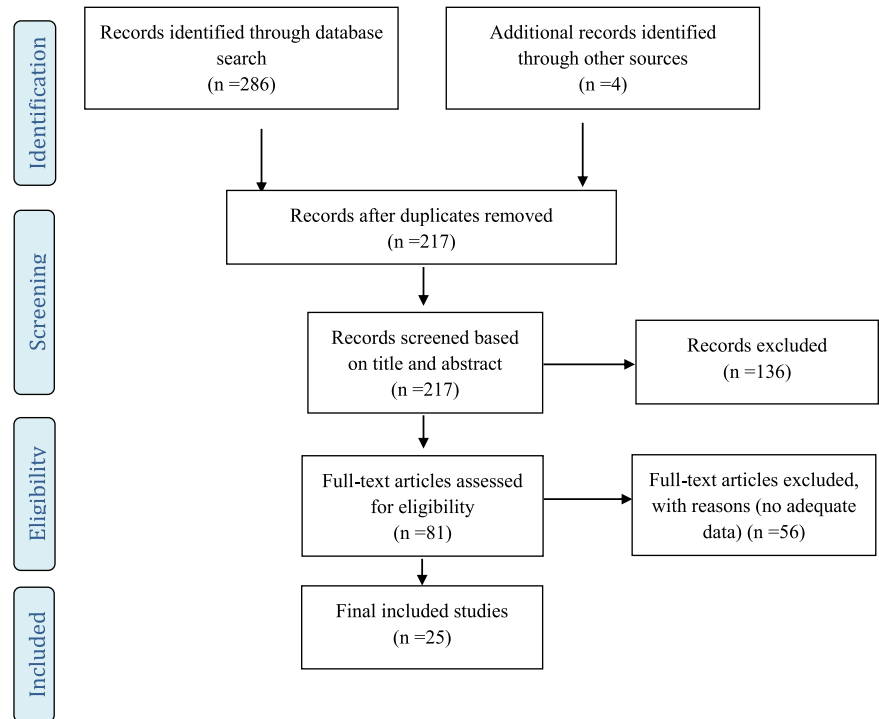 Identification
Records identified through database
search
(n =286)
Additional records identified
through other sources
(n =4)
Screening
Records after duplicates removed
(n =217)
Records screened based
on title and abstract
(n =217)
Records excluded
(n =136)
Eligibility
Full-text articles assessed
for eligibility
(n =81)
Full-text articles excluded,
with reasons (no adequate
data) (n =56)
Included
Final included studies
(n =25)